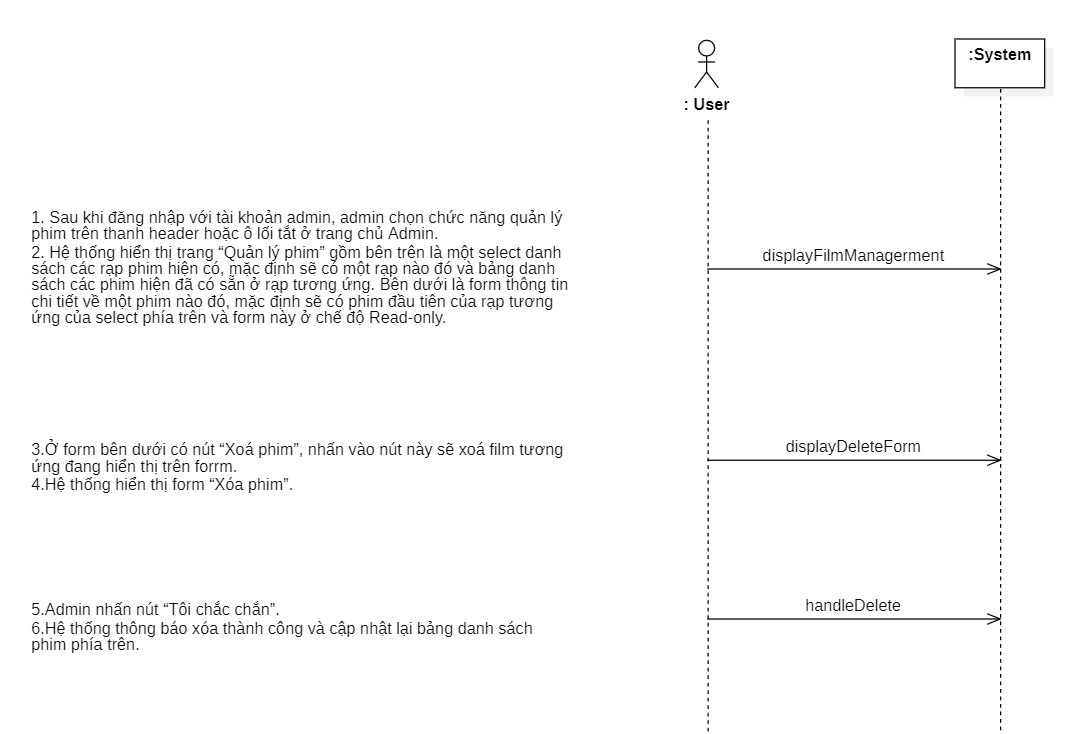 :System
: User
1. Sau khi đăng nhập với tài khoản admin, admin chọn chức năng quản lý
phim trên thanh header hoặc ô lối tắt ở trang chủ Admin.
2. Hệ thống hiển thị trang “Quản lý phim” gồm bên trên là một select danh
sách các rạp phim hiện có, mặc định sẽ có một rạp nào đó và bảng danh
sách các phim hiện đã có sẵn ở rạp tương ứng. Bên dưới là form thông tin
chi tiết về một phim nào đó, mặc định sẽ có phim đầu tiên của rạp tương
ứng của select phía trên và form này ở chế độ Read-only.
displayFilmManagerment
3.Ở form bên dưới có nút “Xoá phim”, nhấn vào nút này sẽ xoá film tương
ứng đang hiển thị trên forrm.
4.Hệ thống hiển thị form “Xóa phim”.
displayDeleteForm
5.Admin nhấn nút “Tôi chắc chắn”.
6.Hệ thống thông báo xóa thành công và cập nhật lại bảng danh sách
phim phía trên.
handleDelete